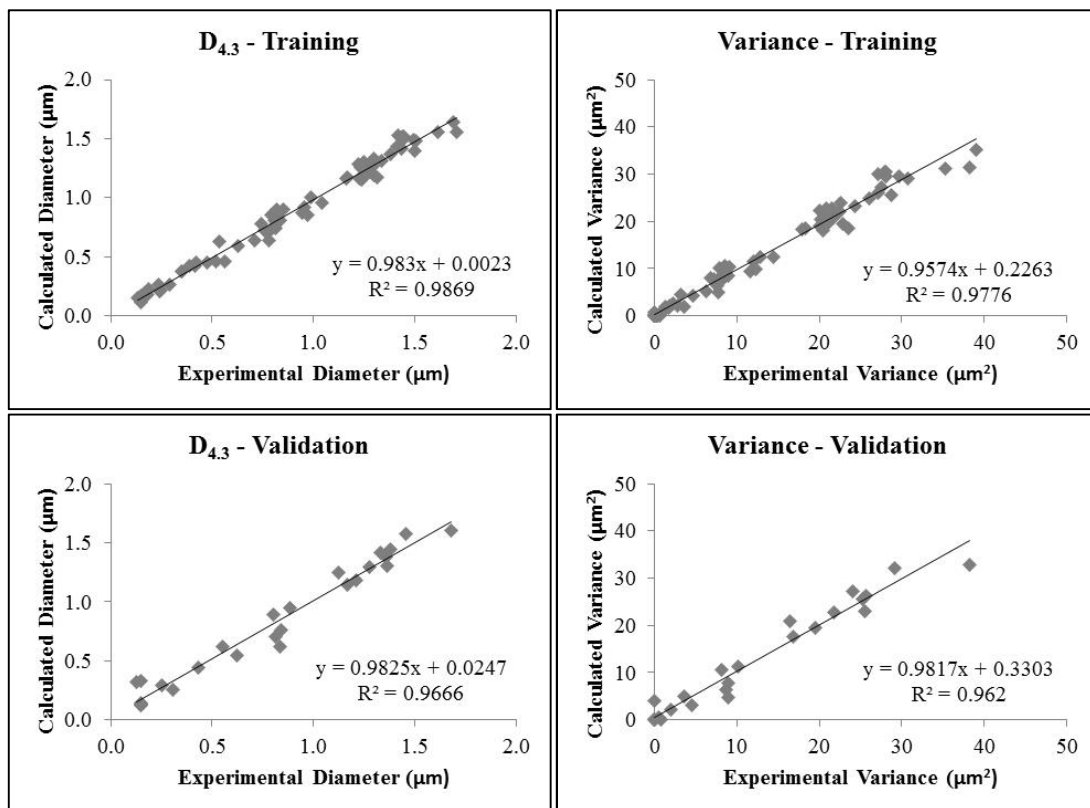 D4.3 - Training
Calculated Diameter (µm)
2.0
1.5
1.0
0.5
0.0
y = 0.983x + 0.0023
R² = 0.9869
0.0 0.5 1.0 1.5 2.0
Experimental Diameter (µm)
Variance - Training
Calculated Variance (µm²)
50
40
30
20
10
0
y = 0.9574x + 0.2263
R² = 0.9776
0 10 20 30 40 50
Experimental Variance (µm²)
D4.3 - Validation
Calculated Diameter (µm)
2.0
1.5
1.0
0.5
0.0
y = 0.9825x + 0.0247
R² = 0.9666
0.0 0.5 1.0 1.5 2.0
Experimental Diameter (µm)
Variance - Validation
Calculated Variance (µm²)
50
40
30
20
10
0
y = 0.9817x + 0.3303
R² = 0.962
0 10 20 30 40 50
Experimental Variance (µm²)